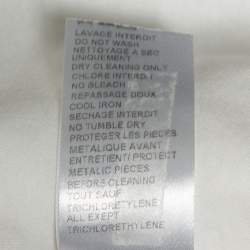 LAVAGE INTERDIT
DO NOT WASH
NETTOYAGE A SEC
UNIQUEMENT
DRY CLEANING ONLY
CHLORE INTERDIT
NO BLEACH
REPASSAGE DOUX
COOL IRON
SECHAGE INTERDIT
NO TUMBLE DRY
PROTEGER LES PIECES
METALIQUE AVANT
ENTRETIENT/ PROTECT
METALIC PIECES
BEFORE CLEANING
TOUT SAUF
TRICHLORETYLENE
ALL EXEPT
TRICHLORETHYLENE